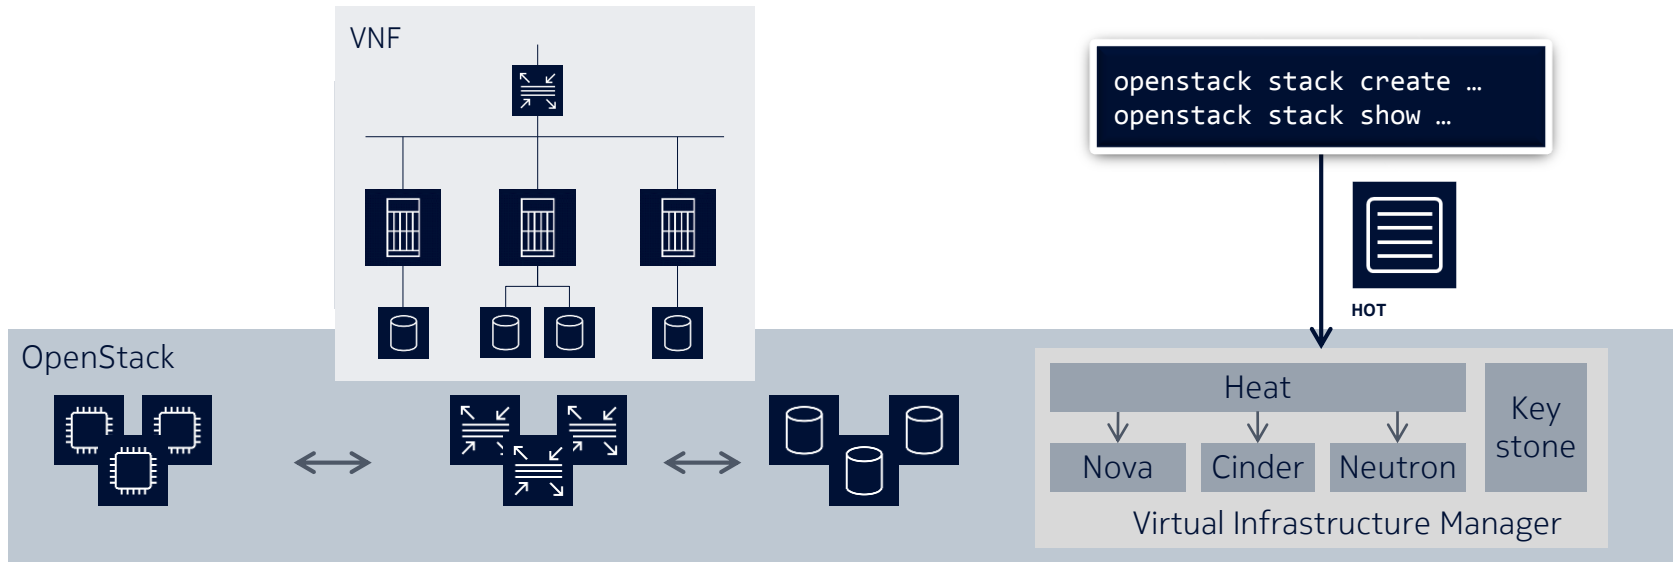 VNF
openstack stack create …
openstack stack show …
HOT
OpenStack
Heat
Key
stone
Nova
Cinder
Neutron
Virtual Infrastructure Manager